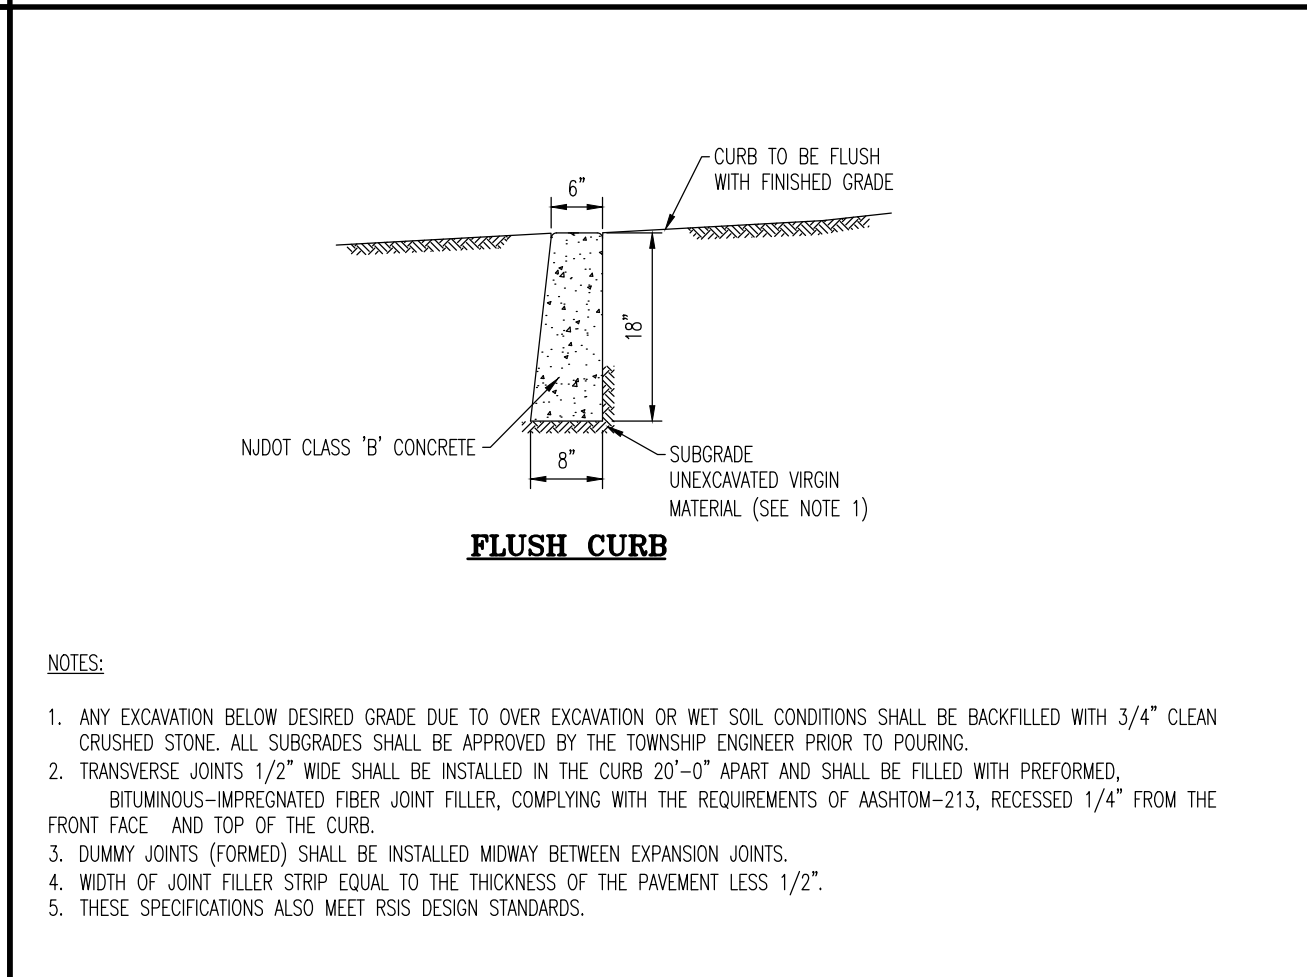 CURB TO BE FLUSH
WITH FINISHED GRADE
6"
18"
NJDOT CLASS 'B' CONCRETE
8"
SUBGRADE
UNEXCAVATED VIRGIN
MATERIAL (SEE NOTE 1)
FLUSH CURB
NOTES:
1. ANY EXCAVATION BELOW DESIRED GRADE DUE TO OVER EXCAVATION OR WET SOIL CONDITIONS SHALL BE BACKFILLED WITH 3/4" CLEAN
CRUSHED STONE. ALL SUBGRADES SHALL BE APPROVED BY THE TOWNSHIP ENGINEER PRIOR TO POURING.
2. TRANSVERSE JOINTS 1/2" WIDE SHALL BE INSTALLED IN THE CURB 20'-0" APART AND SHALL BE FILLED WITH PREFORMED,
BITUMINOUS-IMPREGNATED FIBER JOINT FILLER, COMPLYING WITH THE REQUIREMENTS OF AASHTOM-213, RECESSED 1/4" FROM THE
FRONT FACE AND TOP OF THE CURB.
3. DUMMY JOINTS (FORMED) SHALL BE INSTALLED MIDWAY BETWEEN EXPANSION JOINTS.
4. WIDTH OF JOINT FILLER STRIP EQUAL TO THE THICKNESS OF THE PAVEMENT LESS 1/2".
5. THESE SPECIFICATIONS ALSO MEET RSIS DESIGN STANDARDS.